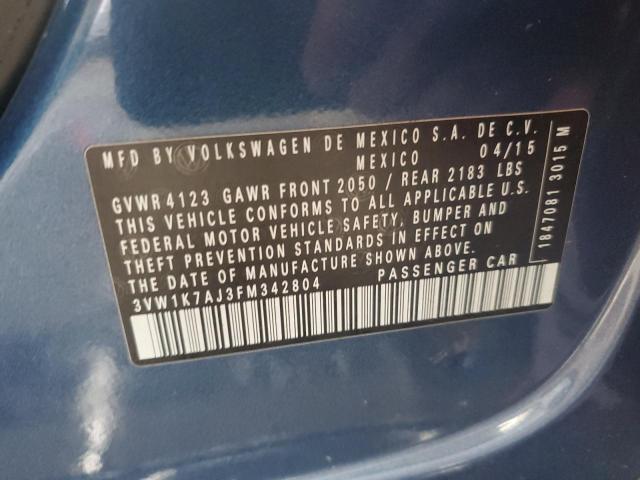 MFD BY VOLKSWAGEN DE MEXICO S.A. DE C.V.
MEXICO 04/15
GVWR 4123 GAWR FRONT 2050 / REAR 2183 LBS
THIS VEHICLE CONFORMS TO ALL APPLICABLE U.S.
FEDERAL MOTOR VEHICLE SAFETY, BUMPER AND
THEFT PREVENTION STANDARDS IN EFFECT ON
THE DATE OF MANUFACTURE SHOWN ABOVE.
3VW1K7AJ3FM342804 PASSENGER CAR
1847081 3015 M